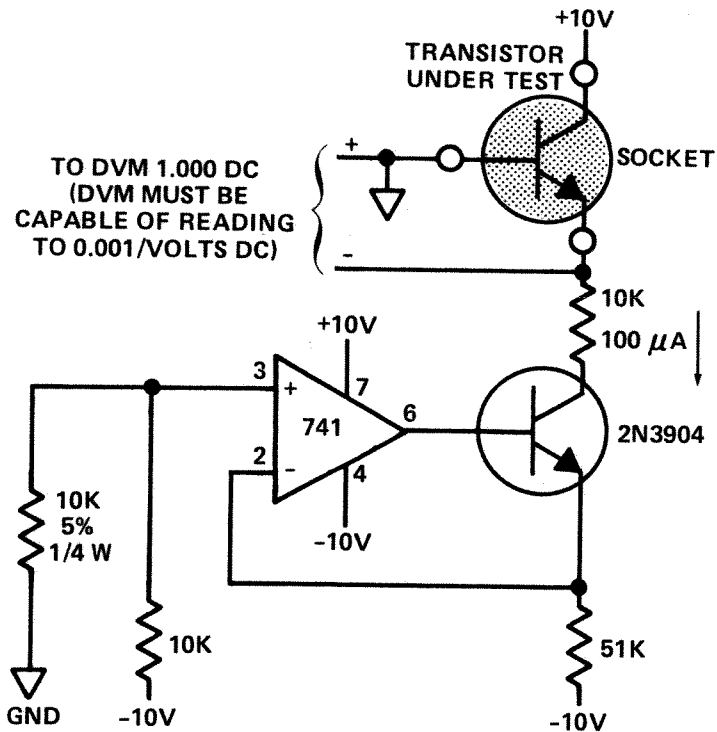 +10V
TRANSISTOR
UNDER TEST
SOCKET
+
-
TO DVM 1.000 DC
(DVM MUST BE
CAPABLE OF READING
TO 0.001/VOLTS DC)
10K
100 μA
+10V
3
+
7
741
6
2
-
4
-10V
2N3904
10K
5%
1/4 W
10K
51K
GND
-10V
-10V